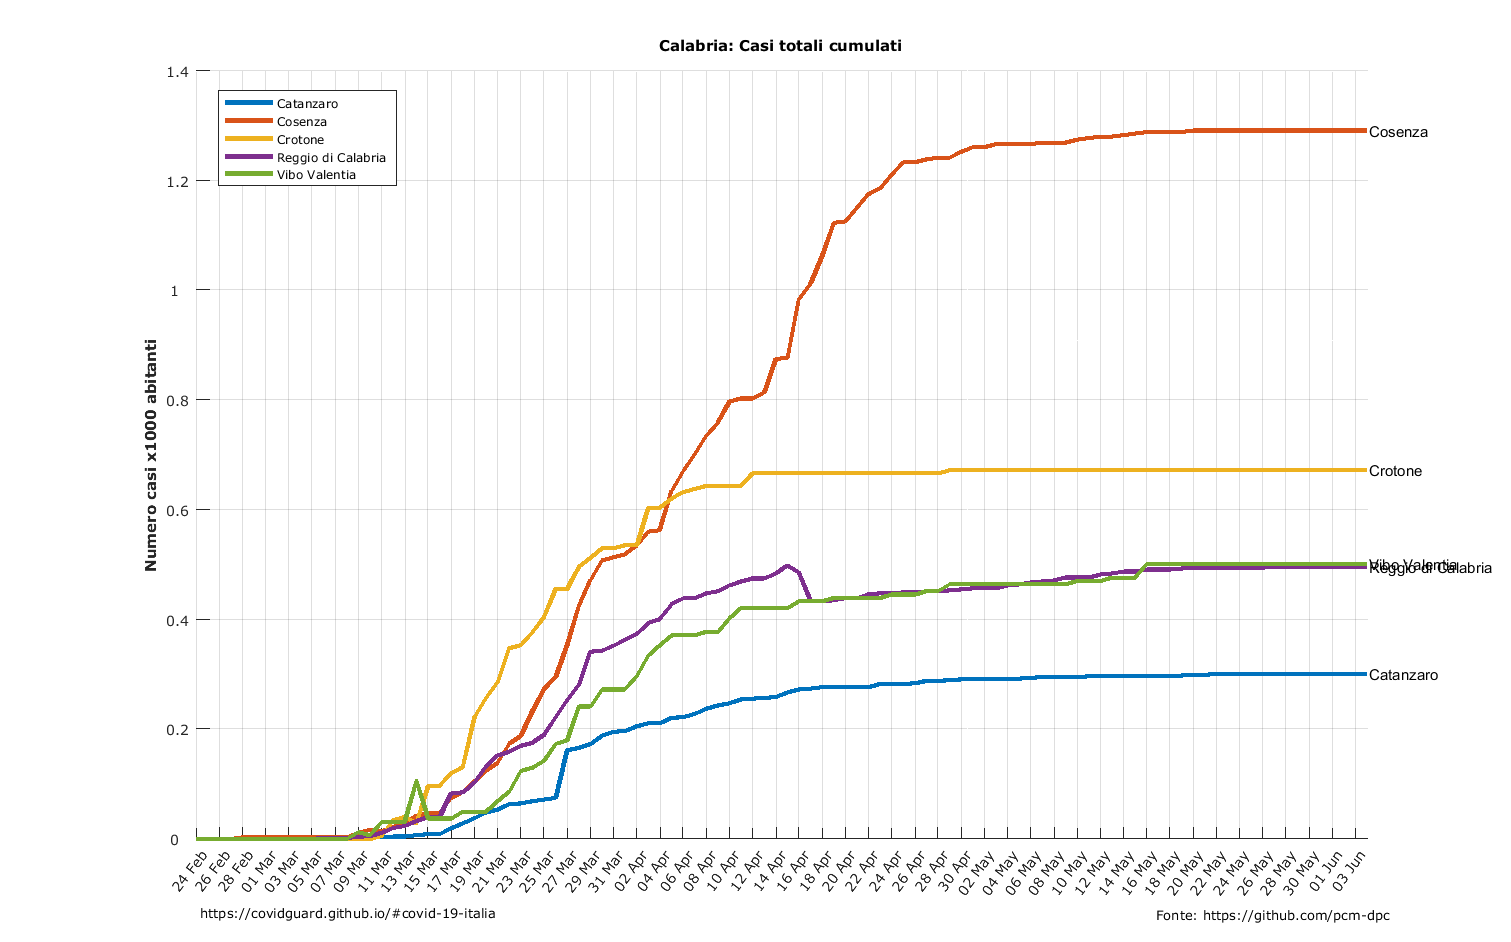 Calabria: Casi totali cumulati
1.4
1.2
1
0.8
0.6
0.4
0.2
0
Numero casi x1000 abitanti
Catanzaro
Cosenza
Crotone
Reggio di Calabria
Vibo Valentia
Cosenza
Crotone
Vibo Valentia
Reggio di Calabria
Catanzaro
24 Feb
26 Feb
28 Feb
01 Mar
03 Mar
05 Mar
07 Mar
09 Mar
11 Mar
13 Mar
15 Mar
17 Mar
19 Mar
21 Mar
23 Mar
25 Mar
27 Mar
29 Mar
31 Mar
02 Apr
04 Apr
06 Apr
08 Apr
10 Apr
12 Apr
14 Apr
16 Apr
18 Apr
20 Apr
22 Apr
24 Apr
26 Apr
28 Apr
30 Apr
02 May
04 May
06 May
08 May
10 May
12 May
14 May
16 May
18 May
20 May
22 May
24 May
26 May
28 May
30 May
01 Jun
03 Jun
https://covidguard.github.io/#covid-19-italia
Fonte: https://github.com/pcm-dpc